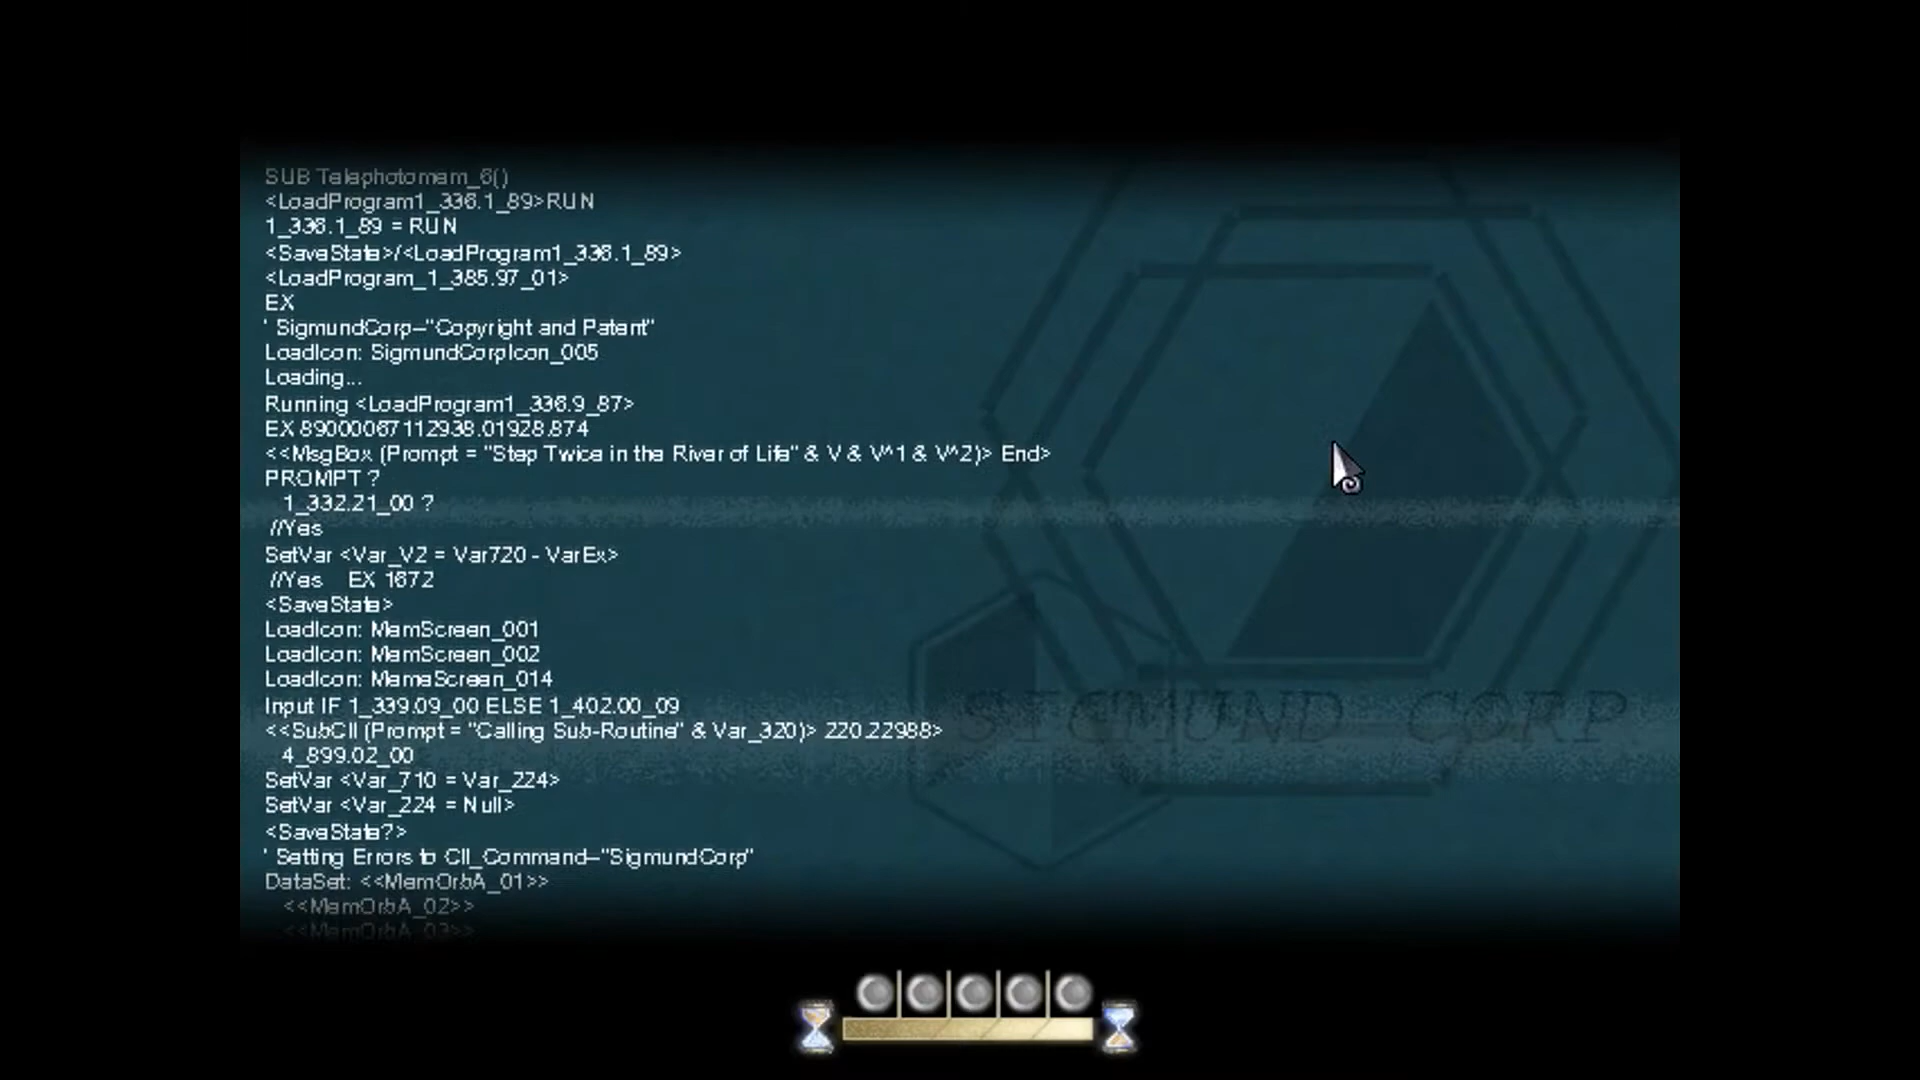 SUB Telephotomem_6()
<LoadProgram1_336.1_89>RUN
1_336.1_89 = RUN
<SaveState>/<LoadProgram1_336.1_89>
<LoadProgram_1_385.97_01>
EX
' SigmundCorp--"Copyright and Patent"
LoadIcon: SigmundCorpIcon_005
Loading...
Running <LoadProgram1_336.9_87>
EX 89000067112938.01928.874
<<MsgBox (Prompt = "Step Twice in the River of Life" & V & V^1 & V^2)> End>
PROMPT ?
1_332.21_00 ?
//Yes
SetVar <Var_V2 = Var720 - VarEx>
//Yes    EX 1672
<SaveState>
LoadIcon: MemScreen_001
LoadIcon: MemScreen_002
LoadIcon: MemeScreen_014
Input IF 1_339.09_00 ELSE 1_402.00_09
<<SubCll (Prompt = "Calling Sub-Routine" & Var_320)> 220.22988>
4_899.02_00
SetVar <Var_710 = Var_224>
SetVar <Var_224 = Null>
<SaveState?>
' Setting Errors to Cll_Command--"SigmundCorp"
DataSet: <<MemOrbA_01>>
<<MemOrbA_02>>
<<MemOrbA_03>>
SIGMUND CORP